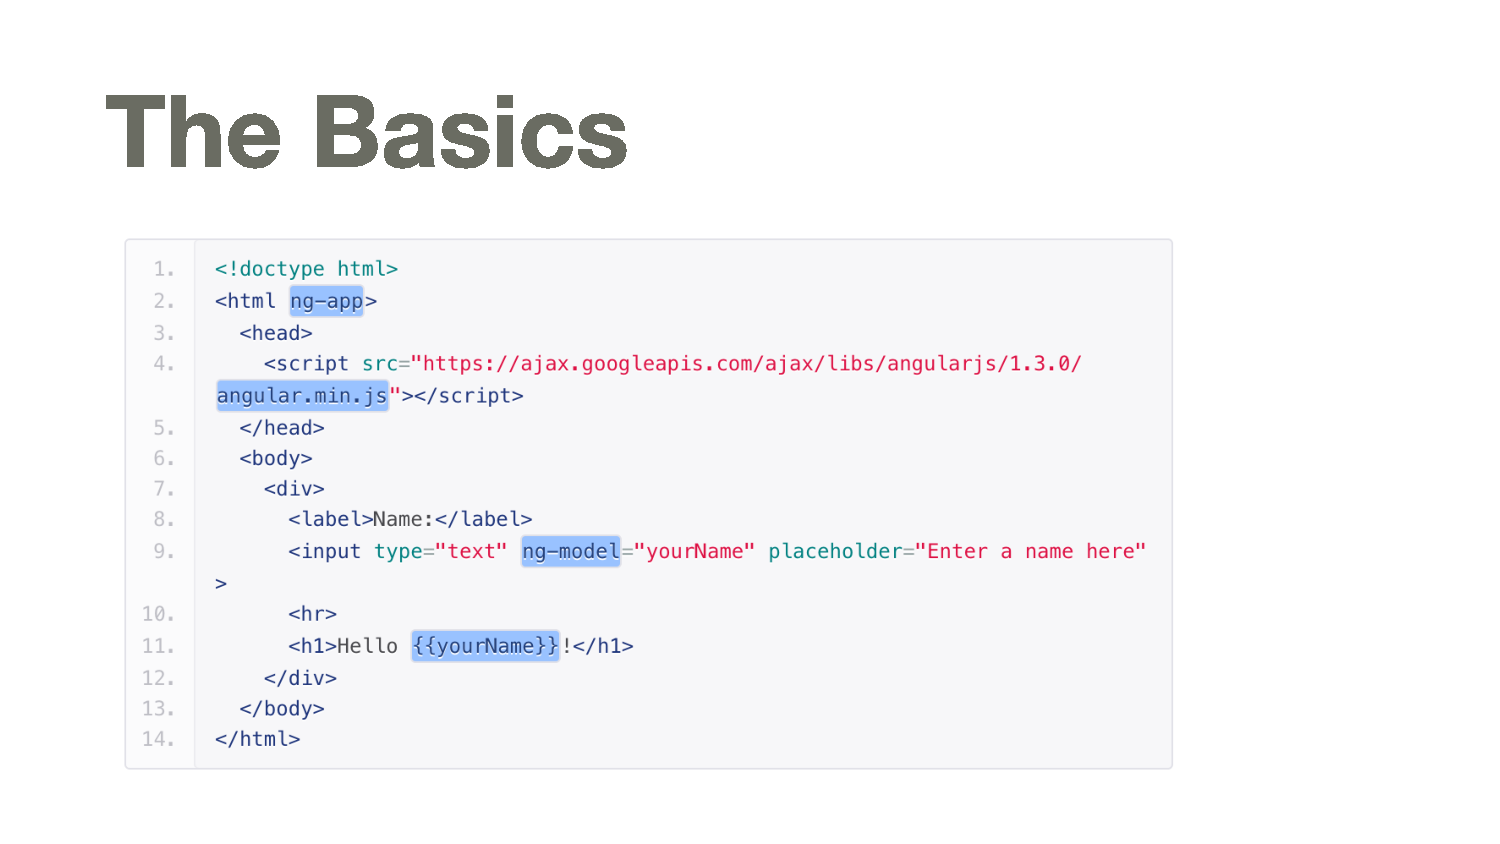 The Basics
1. <!doctype html>
2. <html ng-app>
3.   <head>
4.     <script src="https://ajax.googleapis.com/ajax/libs/angularjs/1.3.0/
angular.min.js"></script>
5.   </head>
6.   <body>
7.     <div>
8.       <label>Name:</label>
9.       <input type="text" ng-model="yourName" placeholder="Enter a name here"
>
10.       <hr>
11.       <h1>Hello {{yourName}}!</h1>
12.     </div>
13.   </body>
14. </html>